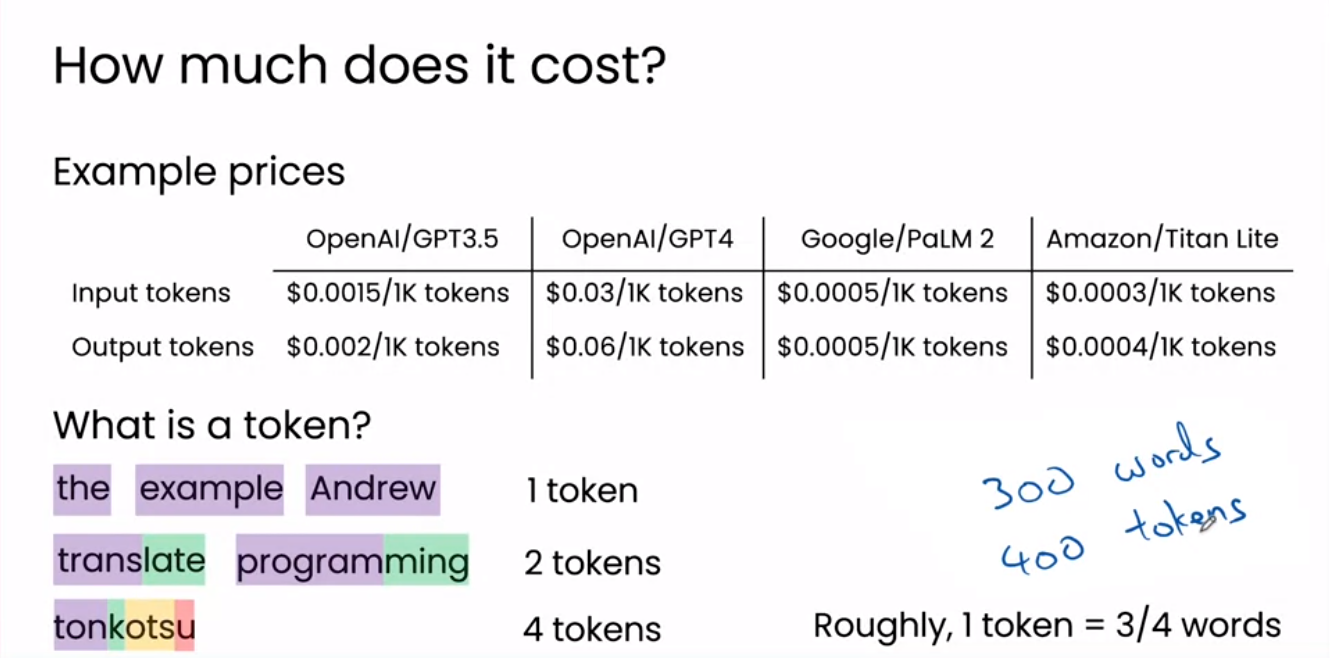 How much does it cost?
Example prices
OpenAI/GPT3.5 OpenAI/GPT4 Google/PaLM 2 Amazon/Titan Lite
Input tokens $0.0015/1K tokens $0.03/1K tokens $0.0005/1K tokens $0.0003/1K tokens
Output tokens $0.002/1K tokens $0.06/1K tokens $0.0005/1K tokens $0.0004/1K tokens
What is a token?
the example Andrew 1 token
translate programming 2 tokens
tonkotsu 4 tokens
300 words
400 tokens
Roughly, 1 token = 3/4 words